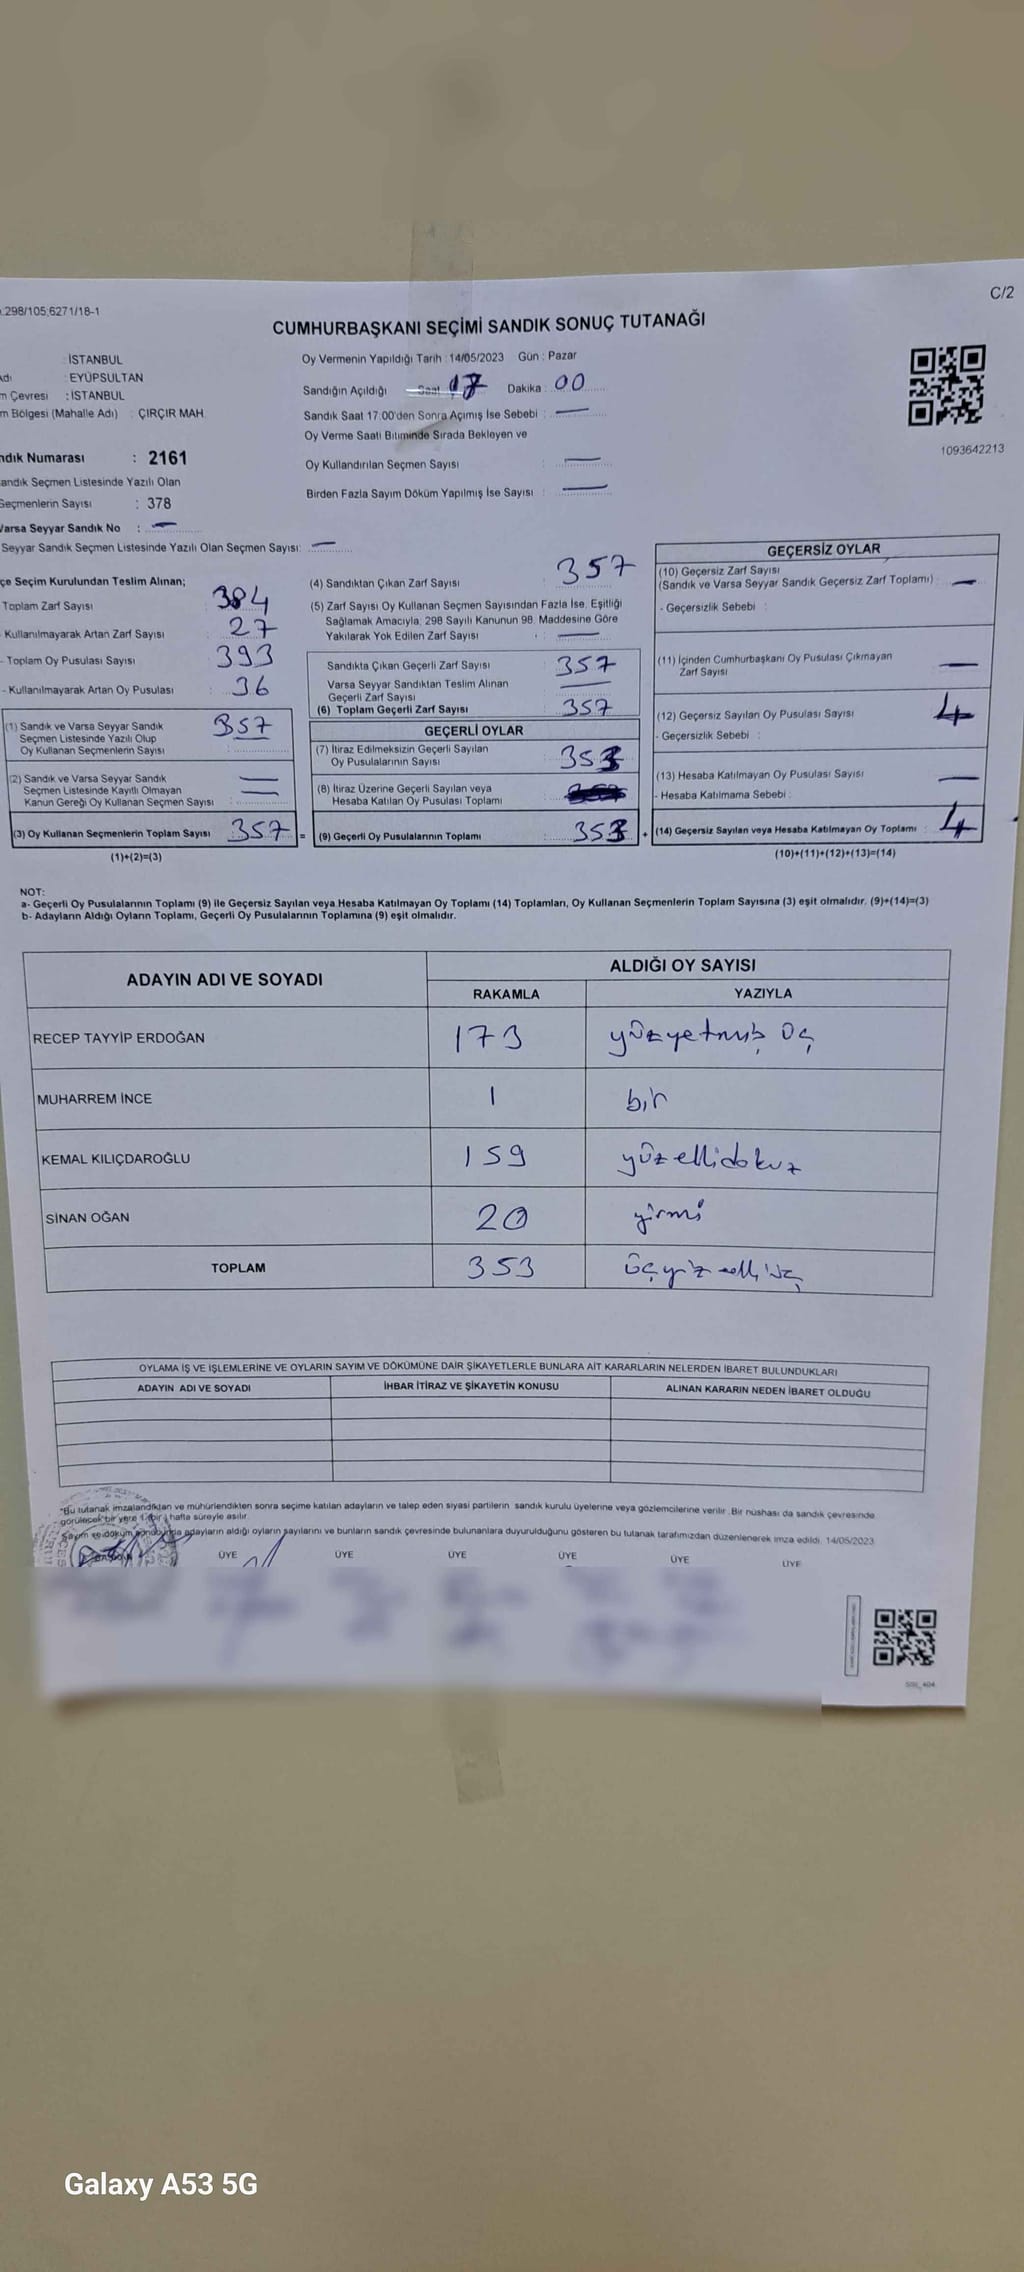 298/105;6271/18-1
C/2
CUMHURBAŞKANI SEÇİMİ SANDIK SONUÇ TUTANAĞI
: İSTANBUL
: EYÜPSULTAN
Çevresi : İSTANBUL
Bölgesi (Mahalle Adı) : ÇIRÇIR MAH.
Numarası : 2161
Sandık Seçmen Listesinde Yazılı Olan
Seçmenlerin Sayısı : 378
Varsa Seyyar Sandık No : —
Seyyar Sandık Seçmen Listesinde Yazılı Olan Seçmen Sayısı: —
Oy Vermenin Yapıldığı Tarih : 14/05/2023 Gün : Pazar
Sandığın Açıldığı Saat 17 Dakika : 00
Sandık Saat 17:00'den Sonra Açımış İse Sebebi : —
Oy Verme Saati Bitiminde Sırada Bekleyen ve
Oy Kullandırılan Seçmen Sayısı : —
Birden Fazla Sayım Döküm Yapılmış İse Sayısı : —
1093642213
Seçim Kurulundan Teslim Alınan;
Toplam Zarf Sayısı : 384
- Kullanılmayarak Artan Zarf Sayısı : 27
- Toplam Oy Pusulası Sayısı : 393
- Kullanılmayarak Artan Oy Pusulası : 36
(1) Sandık ve Varsa Seyyar Sandık
Seçmen Listesinde Yazılı Olup
Oy Kullanan Seçmenlerin Sayısı : 357
(2) Sandık ve Varsa Seyyar Sandık
Seçmen Listesinde Kayıtlı Olmayan
Kanun Gereği Oy Kullanan Seçmen Sayısı : —
(3) Oy Kullanan Seçmenlerin Toplam Sayısı : 357 =
(1)+(2)=(3)
(4) Sandıktan Çıkan Zarf Sayısı : 357
(5) Zarf Sayısı Oy Kullanan Seçmen Sayısından Fazla İse, Eşitliği
Sağlamak Amacıyla, 298 Sayılı Kanunun 98. Maddesine Göre
Yakılarak Yok Edilen Zarf Sayısı : —
Sandıkta Çıkan Geçerli Zarf Sayısı : 357
Varsa Seyyar Sandıktan Teslim Alınan
Geçerli Zarf Sayısı : —
(6) Toplam Geçerli Zarf Sayısı : 357
GEÇERLİ OYLAR
(7) İtiraz Edilmeksizin Geçerli Sayılan
Oy Pusulalarının Sayısı : 353
(8) İtiraz Üzerine Geçerli Sayılan veya
Hesaba Katılan Oy Pusulası Toplamı :
(9) Geçerli Oy Pusulalarının Toplamı : 353 +
GEÇERSİZ OYLAR
(10) Geçersiz Zarf Sayısı
(Sandık ve Varsa Seyyar Sandık Geçersiz Zarf Toplamı) : —
- Geçersizlik Sebebi :
(11) İçinden Cumhurbaşkanı Oy Pusulası Çıkmayan
Zarf Sayısı —
(12) Geçersiz Sayılan Oy Pusulası Sayısı : 4
- Geçersizlik Sebebi :
(13) Hesaba Katılmayan Oy Pusulası Sayısı : —
- Hesaba Katılmama Sebebi :
(14) Geçersiz Sayılan veya Hesaba Katılmayan Oy Toplamı : 4
(10)+(11)+(12)+(13)=(14)
NOT:
a- Geçerli Oy Pusulalarının Toplamı (9) ile Geçersiz Sayılan veya Hesaba Katılmayan Oy Toplamı (14) Toplamları, Oy Kullanan Seçmenlerin Toplam Sayısına (3) eşit olmalıdır. (9)+(14)=(3)
b- Adayların Aldığı Oyların Toplamı, Geçerli Oy Pusulalarının Toplamına (9) eşit olmalıdır.
ADAYIN ADI VE SOYADI ALDIĞI OY SAYISI
RAKAMLA YAZIYLA
RECEP TAYYİP ERDOĞAN 173 yüzyetmiş üç
MUHARREM İNCE 1 bir
KEMAL KILIÇDAROĞLU 159 yüzellidokuz
SİNAN OĞAN 20 yirmi
TOPLAM 353 üçyüz elli üç
OYLAMA İŞ VE İŞLEMLERİNE VE OYLARIN SAYIM VE DÖKÜMÜNE DAİR ŞİKAYETLERLE BUNLARA AİT KARARLARIN NELERDEN İBARET BULUNDUKLARI
ADAYIN ADI VE SOYADI İHBAR İTİRAZ VE ŞİKAYETİN KONUSU ALINAN KARARIN NEDEN İBARET OLDUĞU
"Bu tutanak imzalandıktan ve mühürlendikten sonra seçime katılan adayların ve talep eden siyasi partilerin sandık kurulu üyelerine veya gözlemcilerine verilir. Bir nüshası da sandık çevresinde
görülecek bir yere 1 (bir) hafta süreyle asılır.
Sayım ve döküm sonucunda adayların aldığı oyların sayılarını ve bunların sandık çevresinde bulunanlara duyurulduğunu gösteren bu tutanak tarafımızdan düzenlenerek imza edildi. 14/05/2023
ÜYE ÜYE ÜYE ÜYE ÜYE ÜYE
Galaxy A53 5G